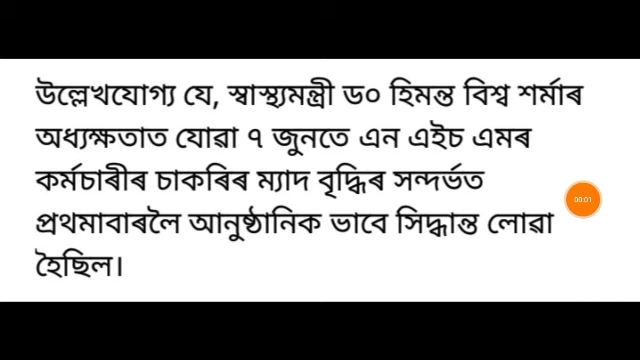 উল্লেখযোগ্য যে, স্বাস্থ্যমন্ত্ৰী ড০ হিমন্ত বিশ্ব শৰ্মাৰ
অধ্যক্ষতাত যোৱা ৭ জুনতে এন এইচ এমৰ
কৰ্মচাৰীৰ চাকৰিৰ ম্যাদ বৃদ্ধিৰ সন্দৰ্ভত
প্ৰথমাবাৰলৈ আনুষ্ঠানিক ভাবে সিদ্ধান্ত লোৱা
হৈছিল।
00:01